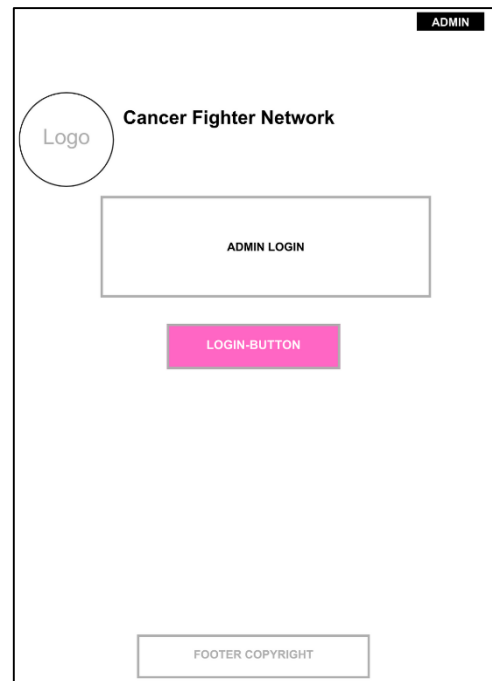 ADMIN
Logo
Cancer Fighter Network
ADMIN LOGIN
LOGIN-BUTTON
FOOTER COPYRIGHT